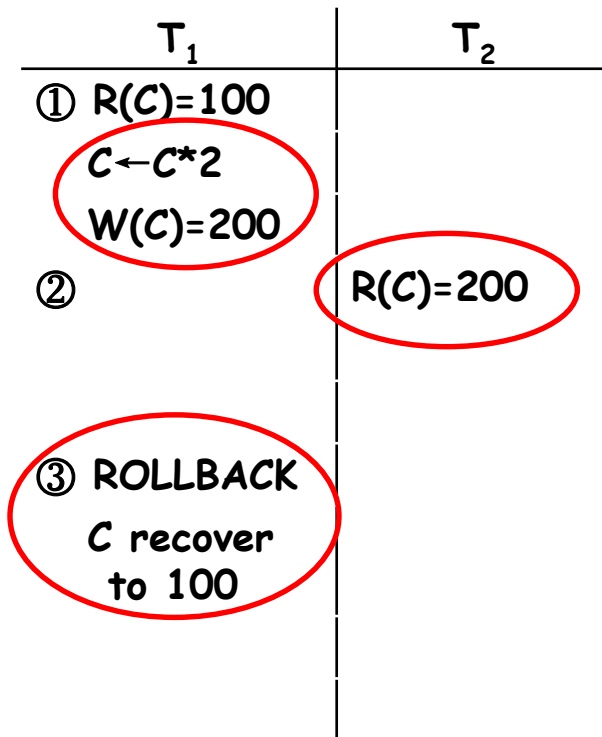 T₁ T₂
① R(C)=100
C←C*2
W(C)=200
② R(C)=200
③ ROLLBACK
C recover
to 100